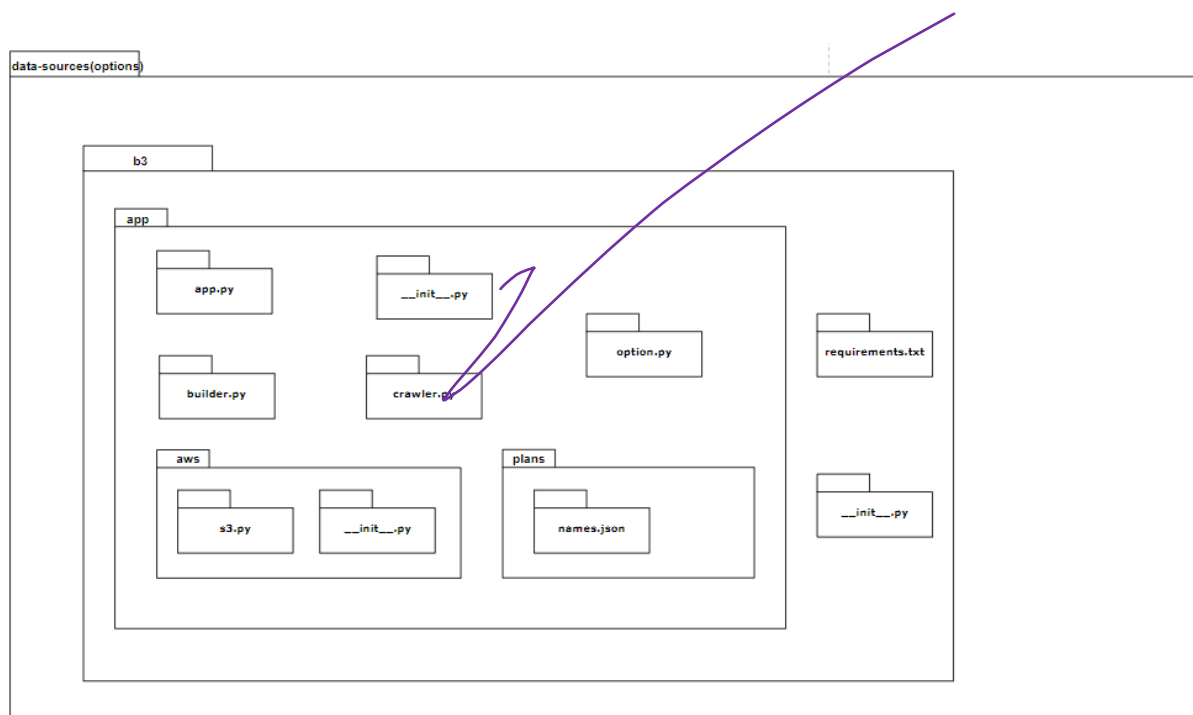 data-sources(options)
b3
app
app.py
__init__.py
option.py
requirements.txt
builder.py
crawler.py
aws
plans
s3.py
__init__.py
names.json
__init__.py